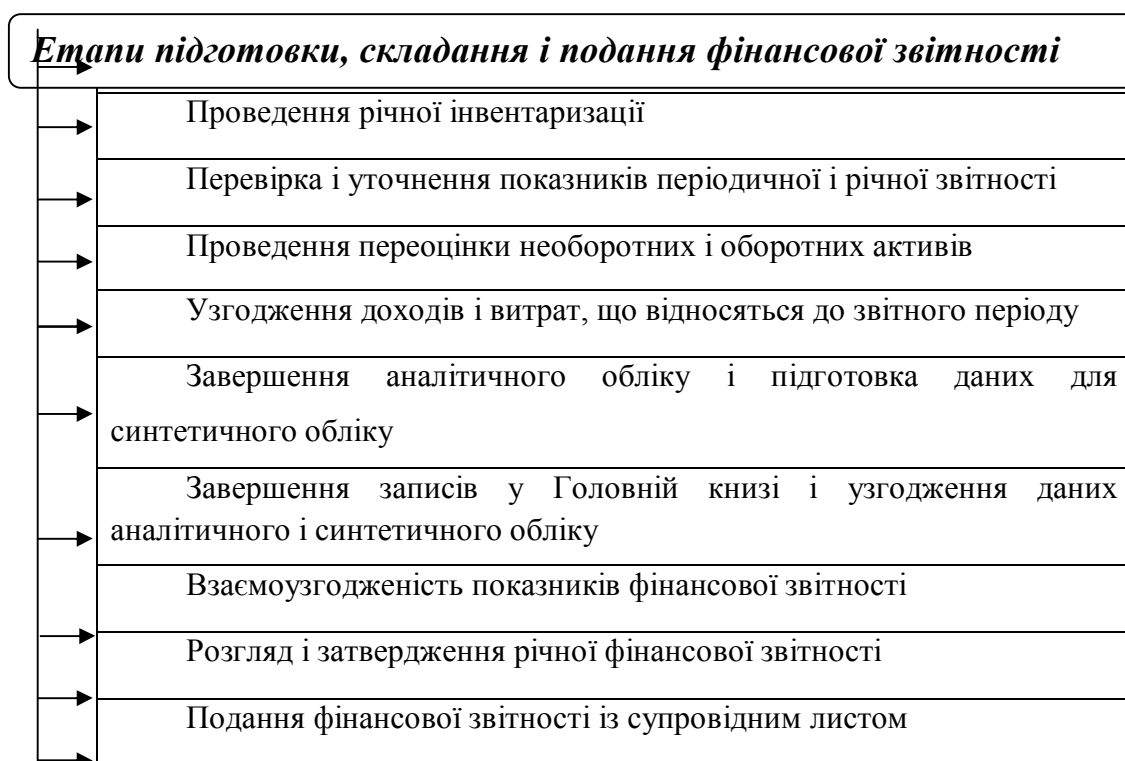 Етапи підготовки, складання і подання фінансової звітності
Проведення річної інвентаризації
Перевірка і уточнення показників періодичної і річної звітності
Проведення переоцінки необоротних і оборотних активів
Узгодження доходів і витрат, що відносяться до звітного періоду
Завершення аналітичного обліку і підготовка даних для
синтетичного обліку
Завершення записів у Головній книзі і узгодження даних
аналітичного і синтетичного обліку
Взаємоузгодженість показників фінансової звітності
Розгляд і затвердження річної фінансової звітності
Подання фінансової звітності із супровідним листом